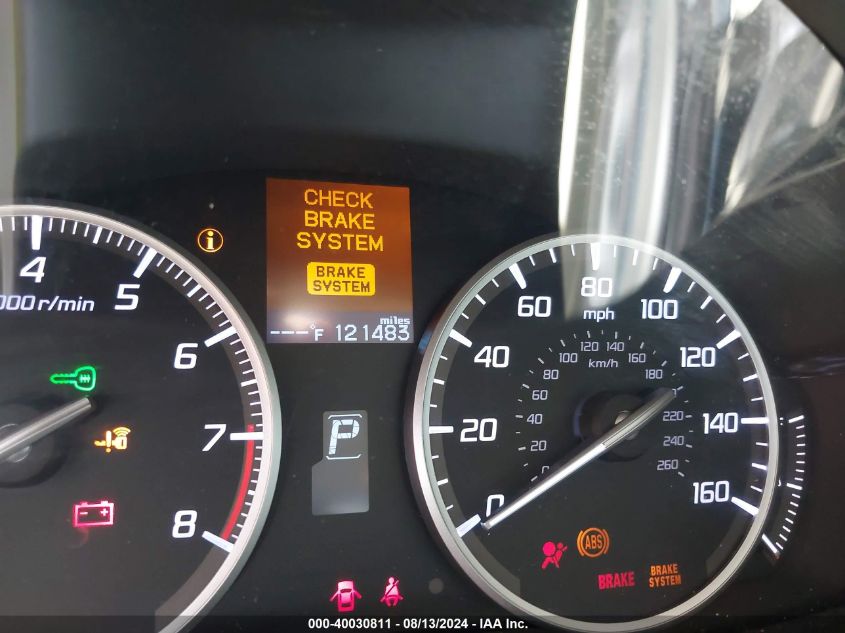 CHECK
BRAKE
SYSTEM
BRAKE
SYSTEM
miles
---°F 121483
4
5
000 r/min
6
7
8
P
80
60
100
mph
40
120
20
140
0
160
120 140
100
160
km/h
80
180
60
40
220
20
240
0
260
ABS
BRAKE
BRAKE
SYSTEM
000-40030811 - 08/13/2024 - IAA Inc.